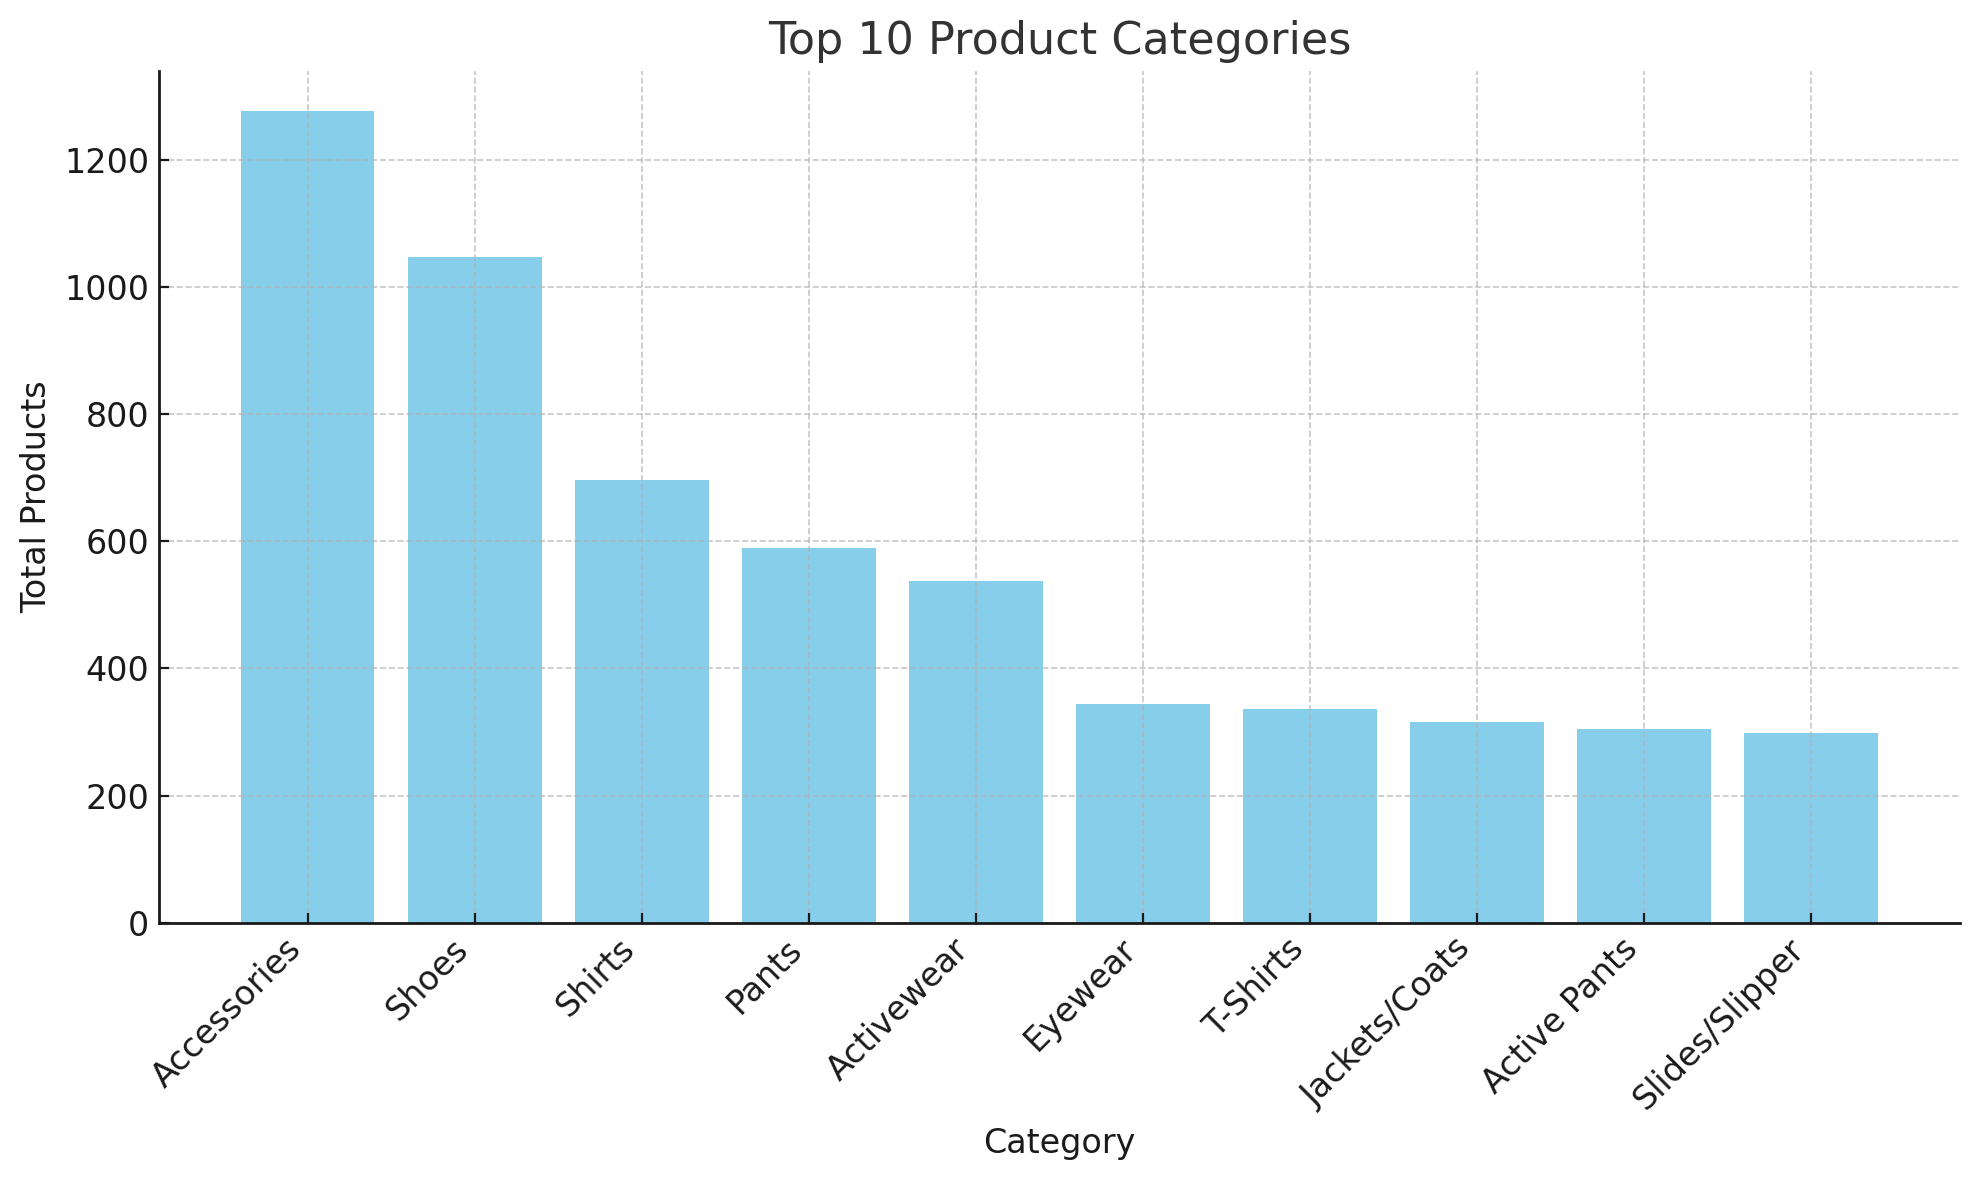 Top 10 Product Categories
Total Products
1200
1000
800
600
400
200
0
Accessories
Shoes
Shirts
Pants
Activewear
Eyewear
T-Shirts
Jackets/Coats
Active Pants
Slides/Slipper
Category